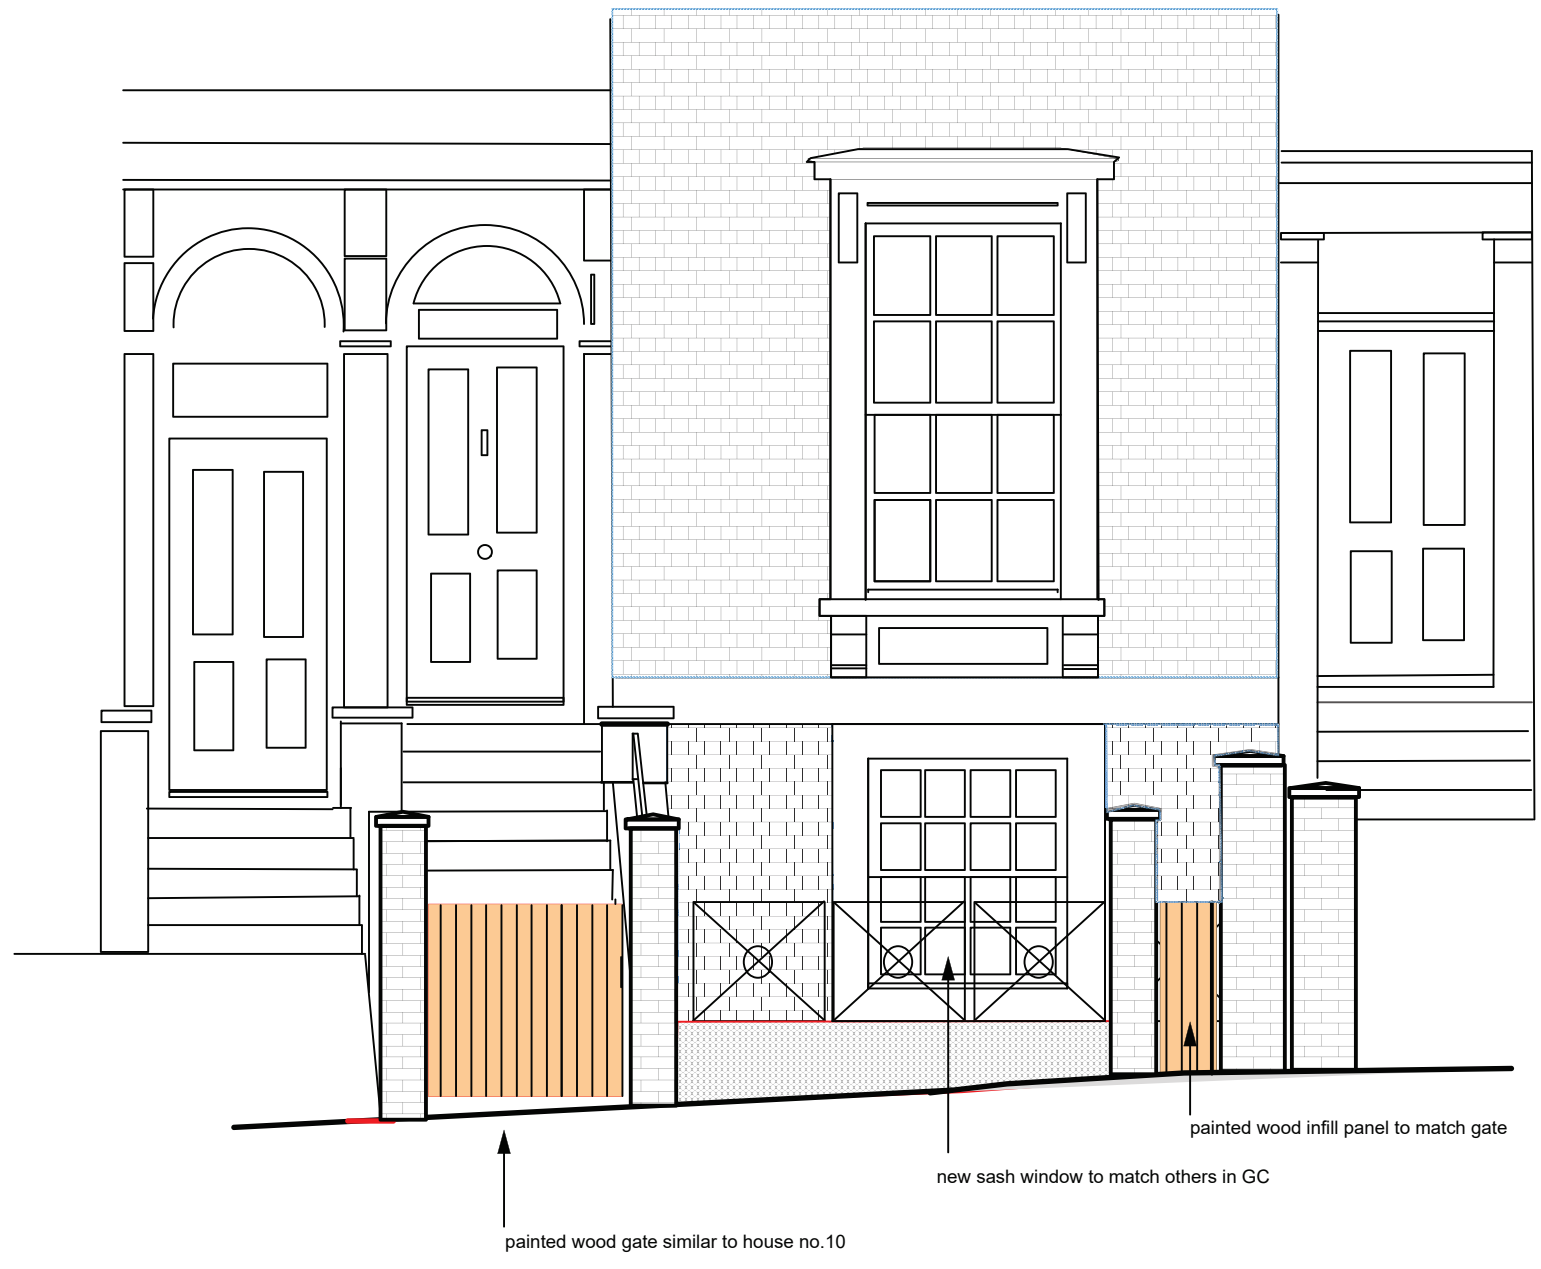 painted wood infill panel to match gate
new sash window to match others in GC
painted wood gate similar to house no.10